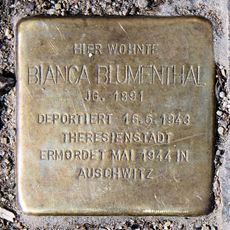 HIER WOHNTE
BIANCA BLUMENTHAL
JG. 1891
DEPORTIERT 16.6.1943
THERESIENSTADT
ERMORDET MAI 1944 IN
AUSCHWITZ